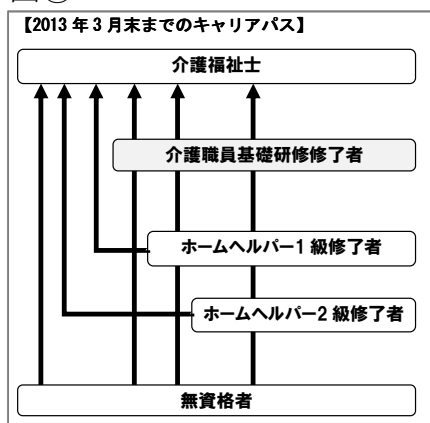 【2013年3月末までのキャリアパス】
介護福祉士
介護職員基礎研修修了者
ホームヘルパー1級修了者
ホームヘルパー2級修了者
無資格者